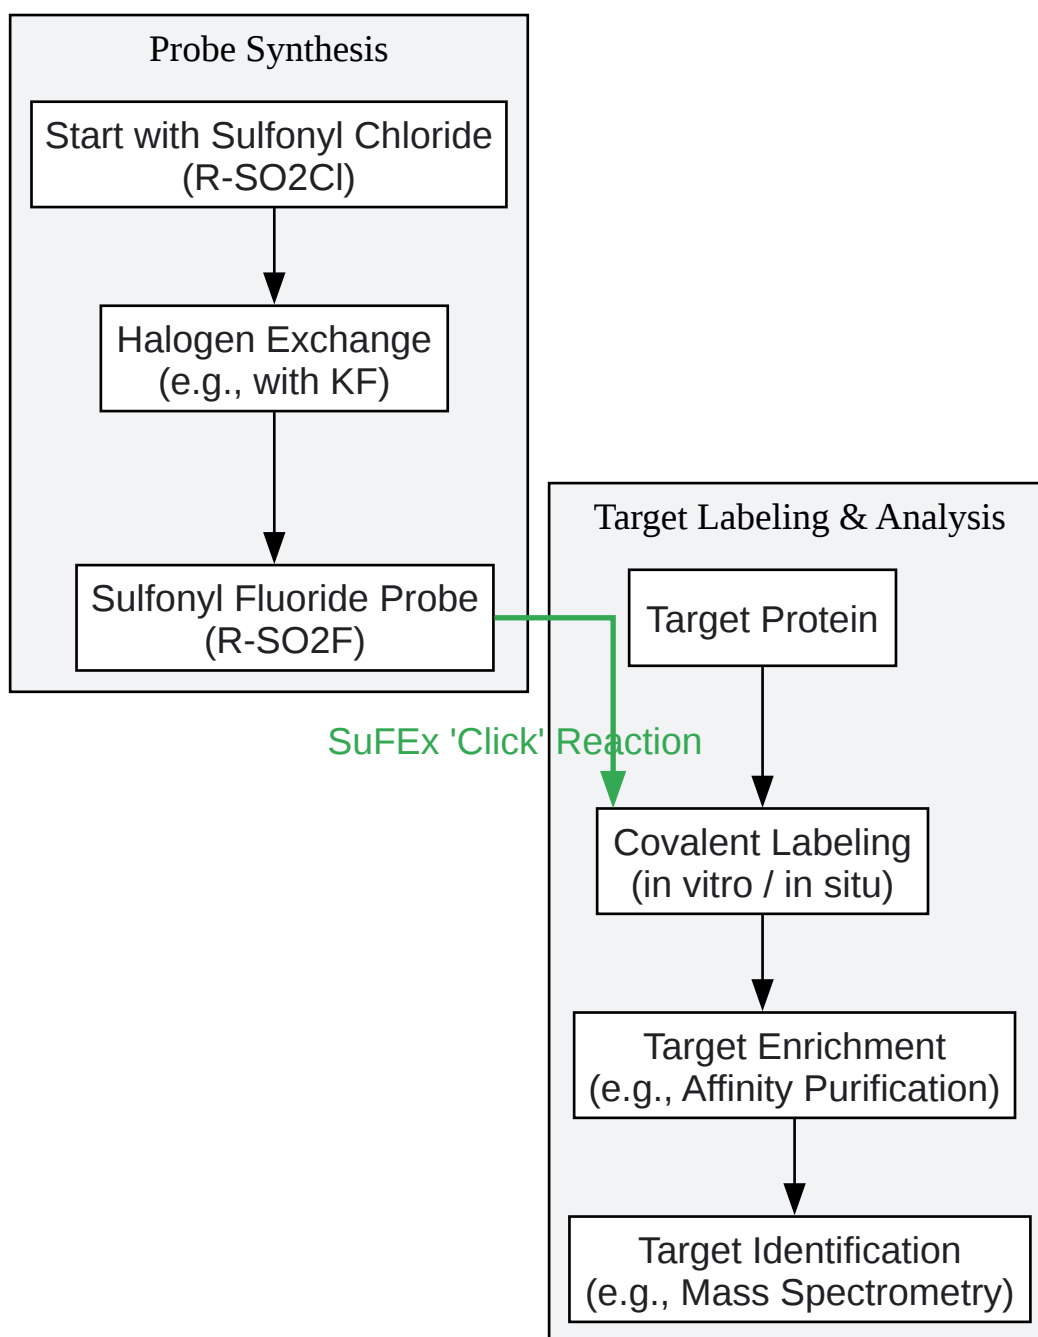 Probe Synthesis
Start with Sulfonyl Chloride
(R-SO2Cl)
Halogen Exchange
(e.g., with KF)
Sulfonyl Fluoride Probe
(R-SO2F)
SuFEx 'Click' Reaction
Target Labeling & Analysis
Target Protein
Covalent Labeling
(in vitro / in situ)
Target Enrichment
(e.g., Affinity Purification)
Target Identification
(e.g., Mass Spectrometry)